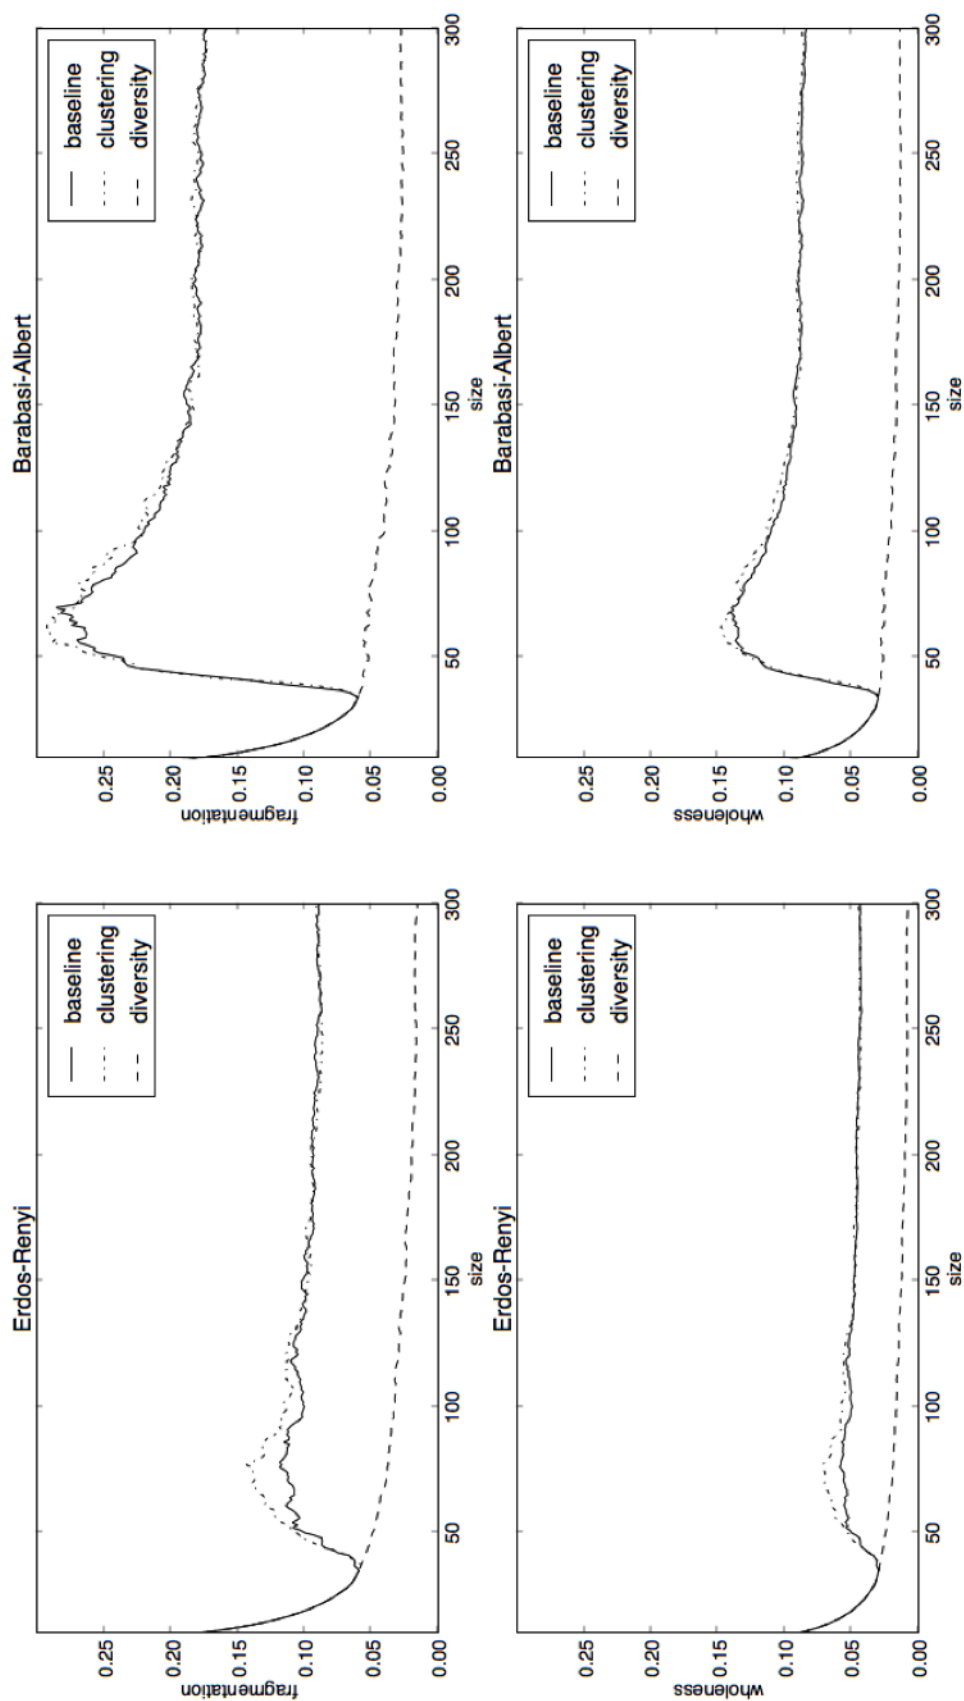 Erdos-Renyi
fragmentation
0.25
0.20
0.15
0.10
0.05
0.00
baseline
clustering
diversity
50
100
150
200
250
300
size
Barabasi-Albert
fragmentation
0.25
0.20
0.15
0.10
0.05
0.00
baseline
clustering
diversity
50
100
150
200
250
300
size
Erdos-Renyi
wholeness
0.25
0.20
0.15
0.10
0.05
0.00
baseline
clustering
diversity
50
100
150
200
250
300
size
Barabasi-Albert
wholeness
0.25
0.20
0.15
0.10
0.05
0.00
baseline
clustering
diversity
50
100
150
200
250
300
size